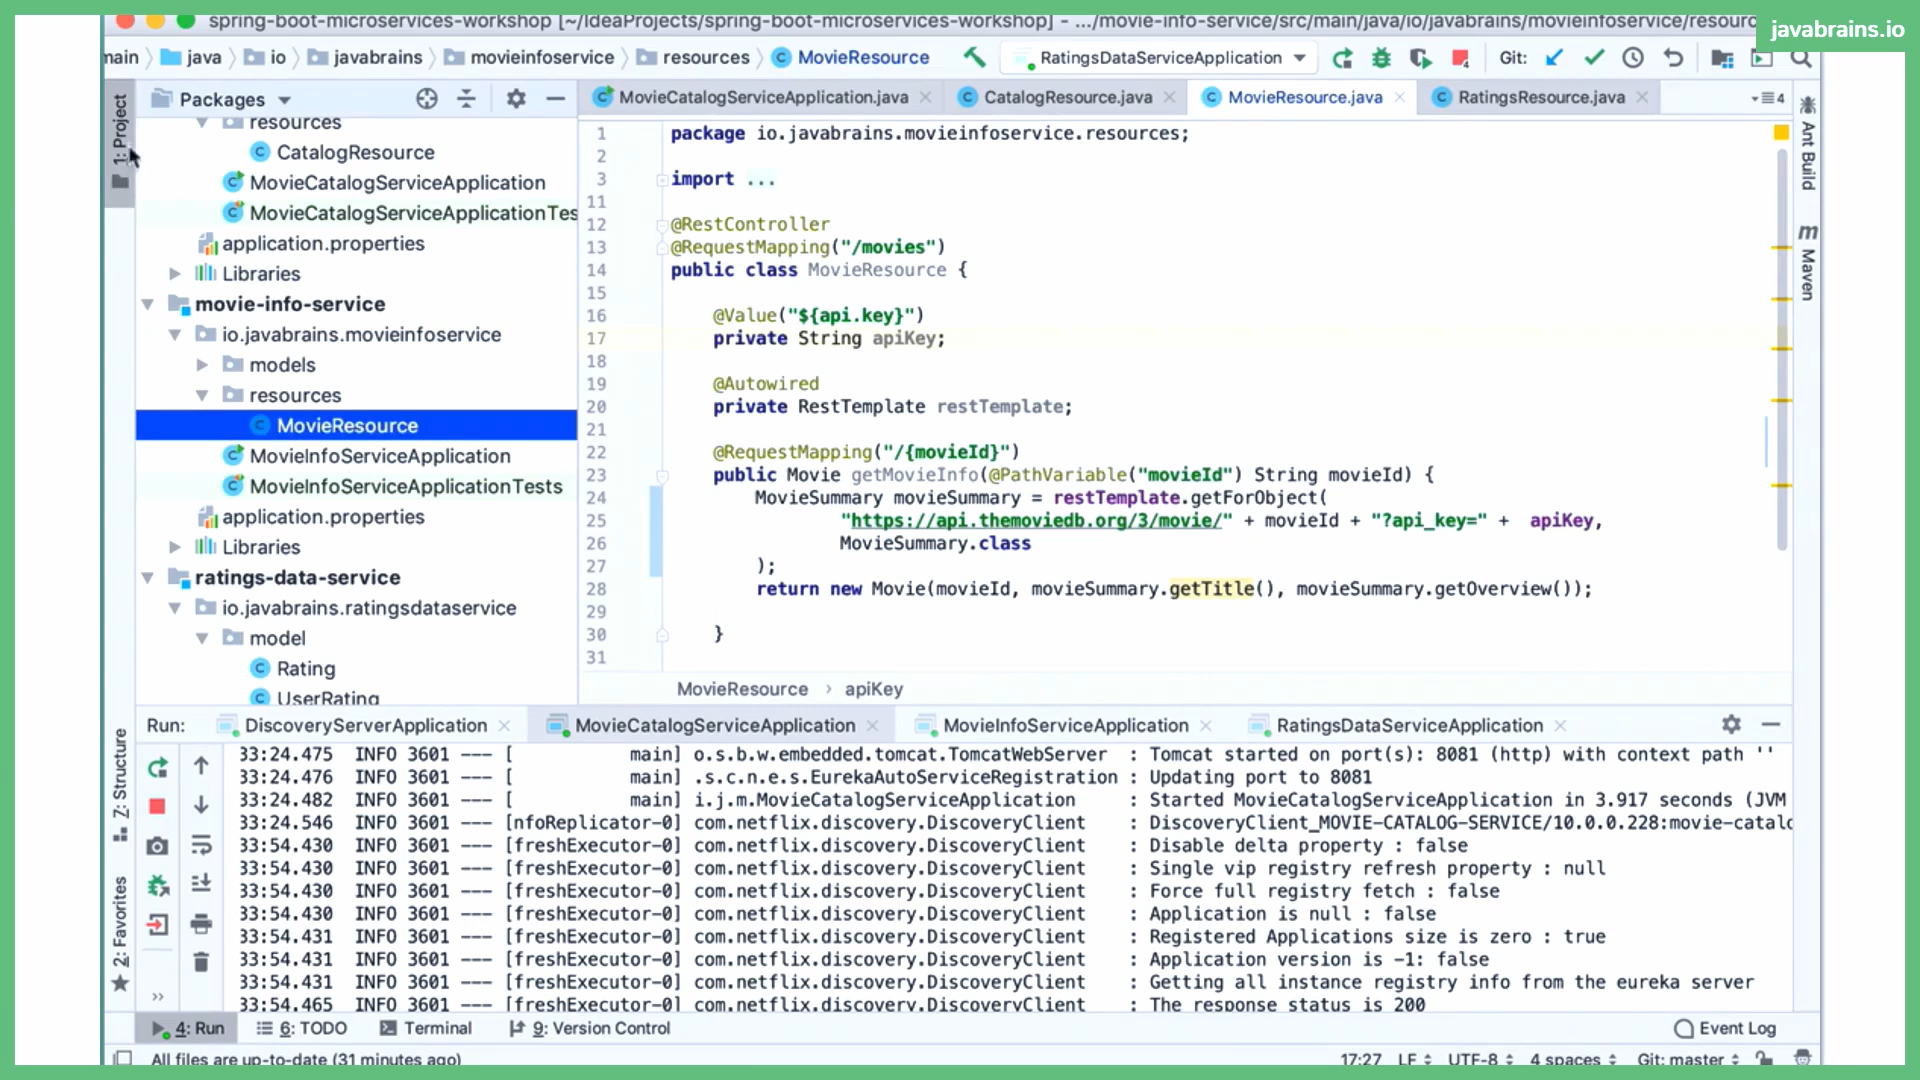 spring-boot-microservices-workshop [~/IdeaProjects/spring-boot-microservices-workshop] - .../movie-info-service/src/main/java/io/javabrains/movieinfoservice/resour
javabrains.io
main java io javabrains movieinfoservice resources MovieResource RatingsDataServiceApplication Git:
Packages
MovieCatalogServiceApplication.java CatalogResource.java MovieResource.java RatingsResource.java 4
1: Project
Ant Build
Maven
resources
CatalogResource
MovieCatalogServiceApplication
MovieCatalogServiceApplicationTes
application.properties
Libraries
movie-info-service
io.javabrains.movieinfoservice
models
resources
MovieResource
MovieInfoServiceApplication
MovieInfoServiceApplicationTests
application.properties
Libraries
ratings-data-service
io.javabrains.ratingsdataservice
model
Rating
UserRating
1 package io.javabrains.movieinfoservice.resources;
2
3 import ...
11
12 @RestController
13 @RequestMapping("/movies")
14 public class MovieResource {
15
16 @Value("${api.key}")
17 private String apiKey;
18
19 @Autowired
20 private RestTemplate restTemplate;
21
22 @RequestMapping("/{movieId}")
23 public Movie getMovieInfo(@PathVariable("movieId") String movieId) {
24 MovieSummary movieSummary = restTemplate.getForObject(
25 "https://api.themoviedb.org/3/movie/" + movieId + "?api_key=" + apiKey,
26 MovieSummary.class
27 );
28 return new Movie(movieId, movieSummary.getTitle(), movieSummary.getOverview());
29
30 }
31
MovieResource › apiKey
Run: DiscoveryServerApplication MovieCatalogServiceApplication MovieInfoServiceApplication RatingsDataServiceApplication
Z: Structure
2: Favorites
33:24.475 INFO 3601 --- [ main] o.s.b.w.embedded.tomcat.TomcatWebServer : Tomcat started on port(s): 8081 (http) with context path ''
33:24.476 INFO 3601 --- [ main] .s.c.n.e.s.EurekaAutoServiceRegistration : Updating port to 8081
33:24.482 INFO 3601 --- [ main] i.j.m.MovieCatalogServiceApplication : Started MovieCatalogServiceApplication in 3.917 seconds (JVM
33:24.546 INFO 3601 --- [nfoReplicator-0] com.netflix.discovery.DiscoveryClient : DiscoveryClient_MOVIE-CATALOG-SERVICE/10.0.0.228:movie-catalo
33:54.430 INFO 3601 --- [freshExecutor-0] com.netflix.discovery.DiscoveryClient : Disable delta property : false
33:54.430 INFO 3601 --- [freshExecutor-0] com.netflix.discovery.DiscoveryClient : Single vip registry refresh property : null
33:54.430 INFO 3601 --- [freshExecutor-0] com.netflix.discovery.DiscoveryClient : Force full registry fetch : false
33:54.430 INFO 3601 --- [freshExecutor-0] com.netflix.discovery.DiscoveryClient : Application is null : false
33:54.431 INFO 3601 --- [freshExecutor-0] com.netflix.discovery.DiscoveryClient : Registered Applications size is zero : true
33:54.431 INFO 3601 --- [freshExecutor-0] com.netflix.discovery.DiscoveryClient : Application version is -1: false
33:54.431 INFO 3601 --- [freshExecutor-0] com.netflix.discovery.DiscoveryClient : Getting all instance registry info from the eureka server
33:54.465 INFO 3601 --- [freshExecutor-0] com.netflix.discovery.DiscoveryClient : The response status is 200
4: Run 6: TODO Terminal 9: Version Control Event Log
All files are up-to-date (31 minutes ago) 17:27 LF UTF-8 4 spaces Git: master